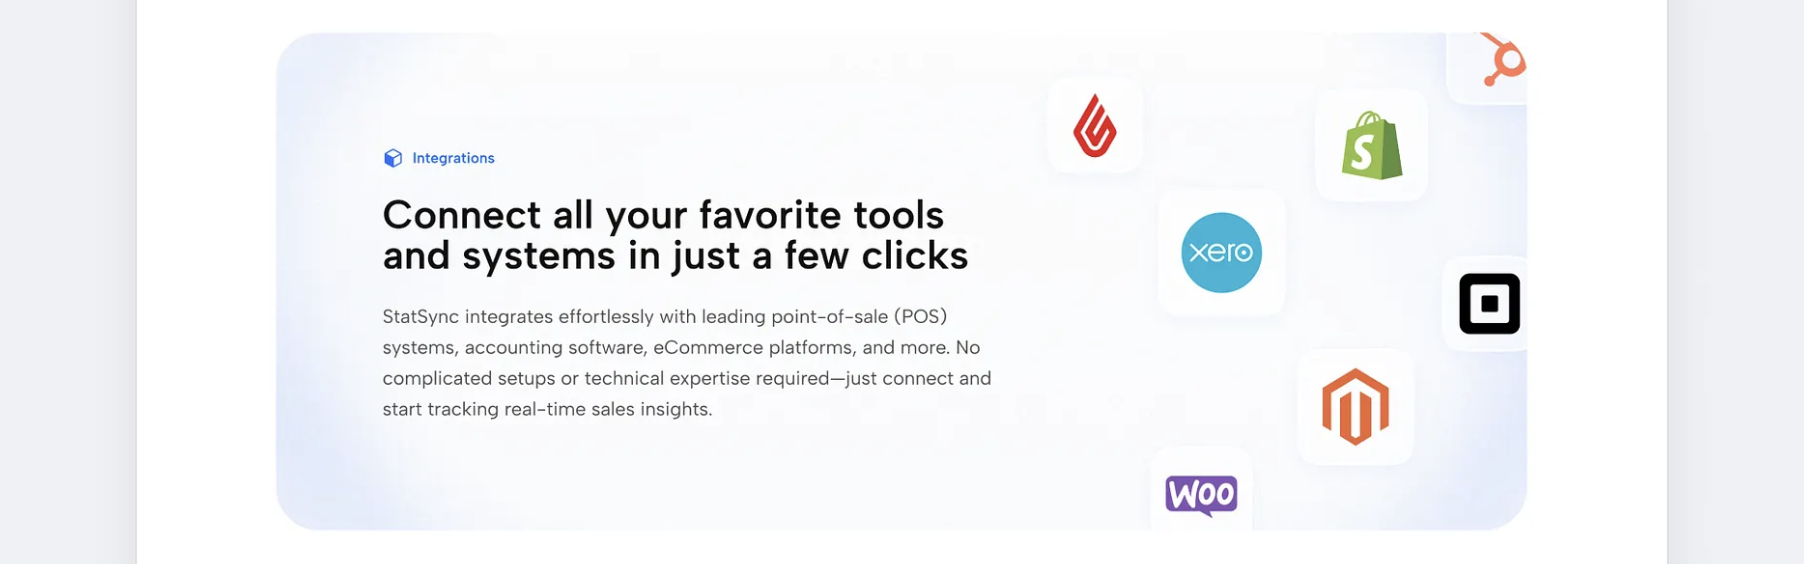 Integrations
Connect all your favorite tools
and systems in just a few clicks
StatSync integrates effortlessly with leading point-of-sale (POS)
systems, accounting software, eCommerce platforms, and more. No
complicated setups or technical expertise required—just connect and
start tracking real-time sales insights.
S
xero
Woo